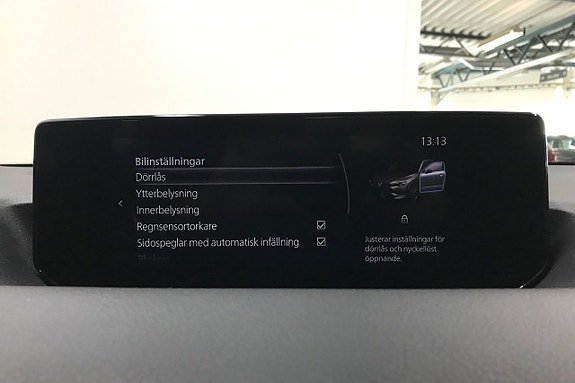 13:13
Bilinställningar
Dörrlås
Ytterbelysning
Innerbelysning
Regnsensortorkare
Sidospeglar med automatisk infällning
Justerar inställningar för
dörrlås och nyckellöst
öppnande.